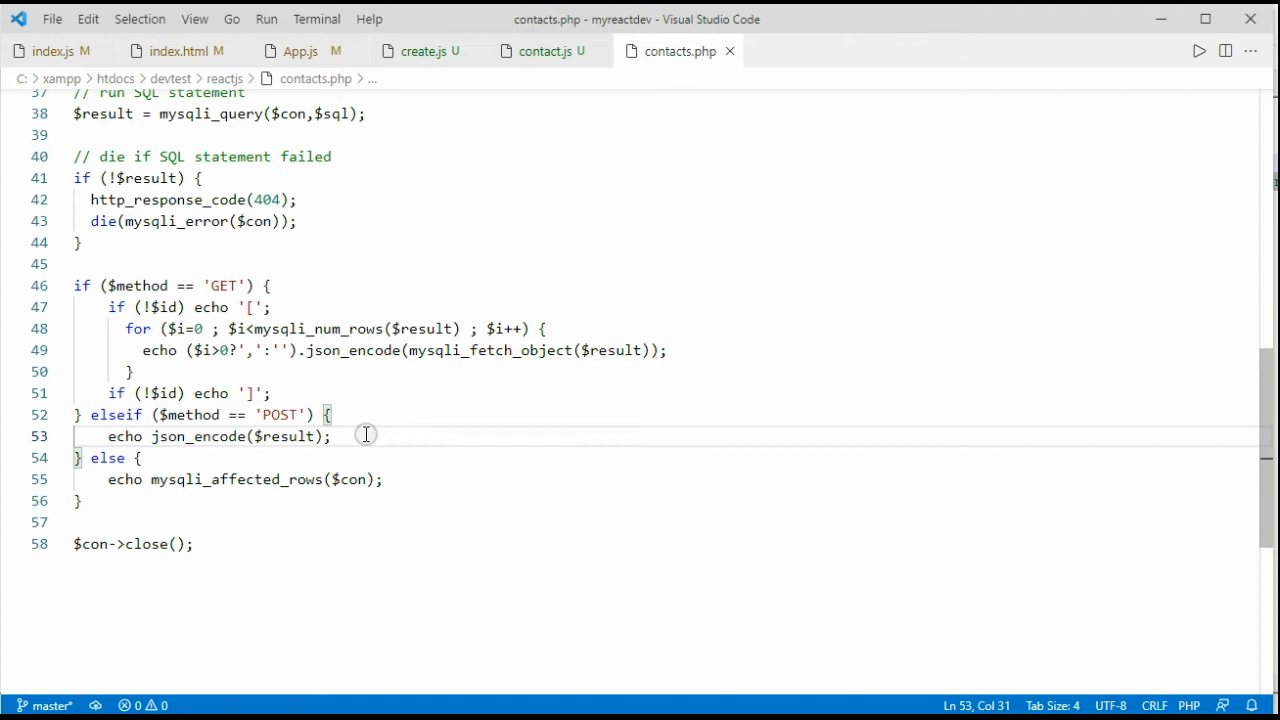 File Edit Selection View Go Run Terminal Help contacts.php - myreactdev - Visual Studio Code
index.js M index.html M App.js M create.js U contact.js U contacts.php
C: > xampp > htdocs > devtest > reactjs > contacts.php > ...
37 // run SQL statement
38 $result = mysqli_query($con,$sql);
39
40 // die if SQL statement failed
41 if (!$result) {
42 http_response_code(404);
43 die(mysqli_error($con));
44 }
45
46 if ($method == 'GET') {
47 if (!$id) echo '[';
48 for ($i=0 ; $i<mysqli_num_rows($result) ; $i++) {
49 echo ($i>0?',':'').json_encode(mysqli_fetch_object($result));
50 }
51 if (!$id) echo ']';
52 } elseif ($method == 'POST') {
53 echo json_encode($result);
54 } else {
55 echo mysqli_affected_rows($con);
56 }
57
58 $con->close();
master* 0 0 Ln 53, Col 31 Tab Size: 4 UTF-8 CRLF PHP